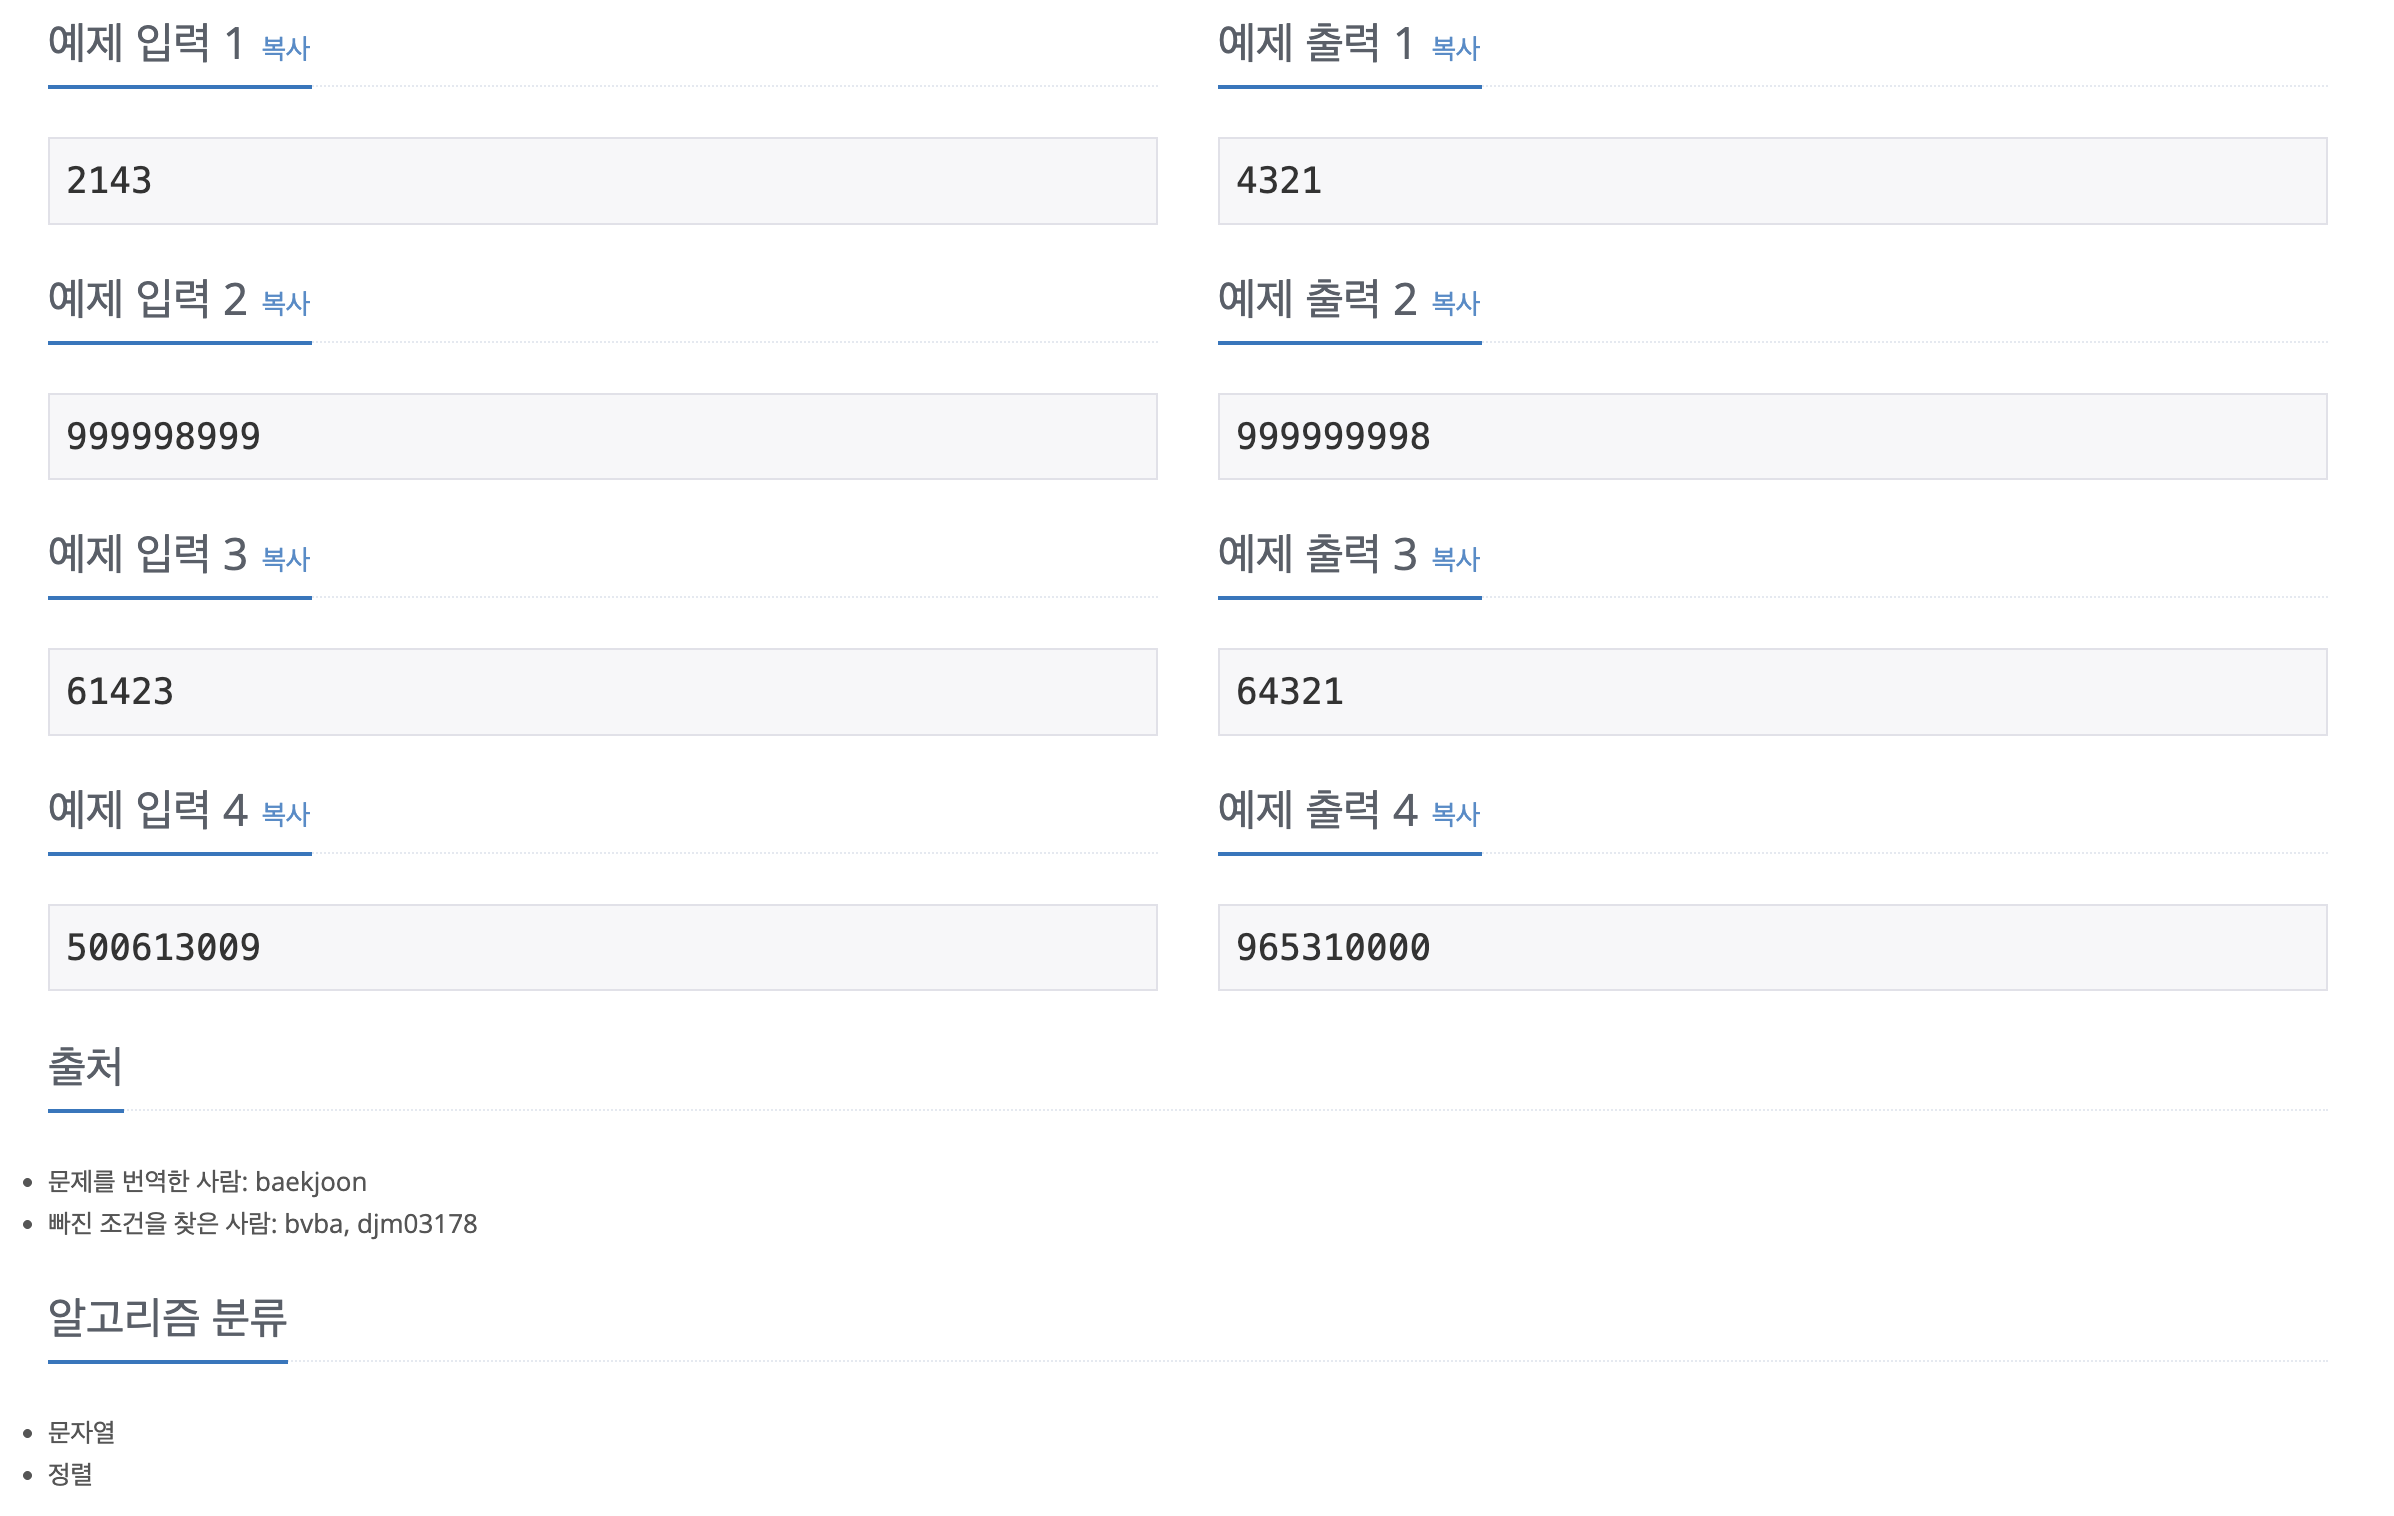 예제 입력 1 복사
예제 출력 1 복사
2143
4321
예제 입력 2 복사
예제 출력 2 복사
999998999
999999998
예제 입력 3 복사
예제 출력 3 복사
61423
64321
예제 입력 4 복사
예제 출력 4 복사
500613009
965310000
출처
문제를 번역한 사람: baekjoon
빠진 조건을 찾은 사람: bvba, djm03178
알고리즘 분류
문자열
정렬